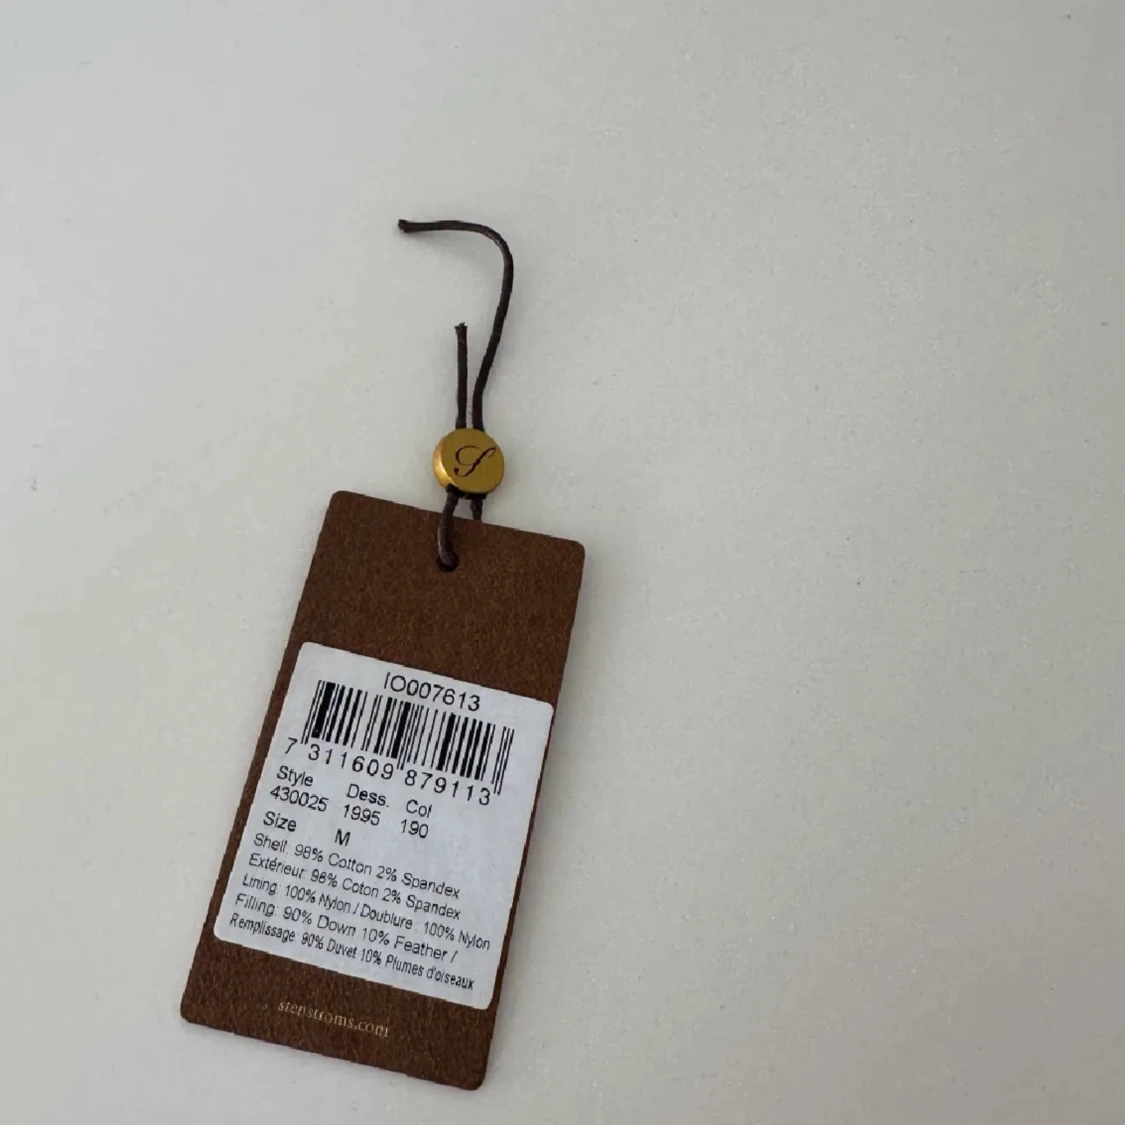 S
IO007613
7 311609 879113
Style Dess. Col
430025 1995 190
Size M
Shell: 98% Cotton 2% Spandex
Extérieur: 98% Coton 2% Spandex
Lining: 100% Nylon / Doublure : 100% Nylon
Filling: 90% Down 10% Feather /
Remplissage: 90% Duvet 10% Plumes d'oiseaux
stenstroms.com